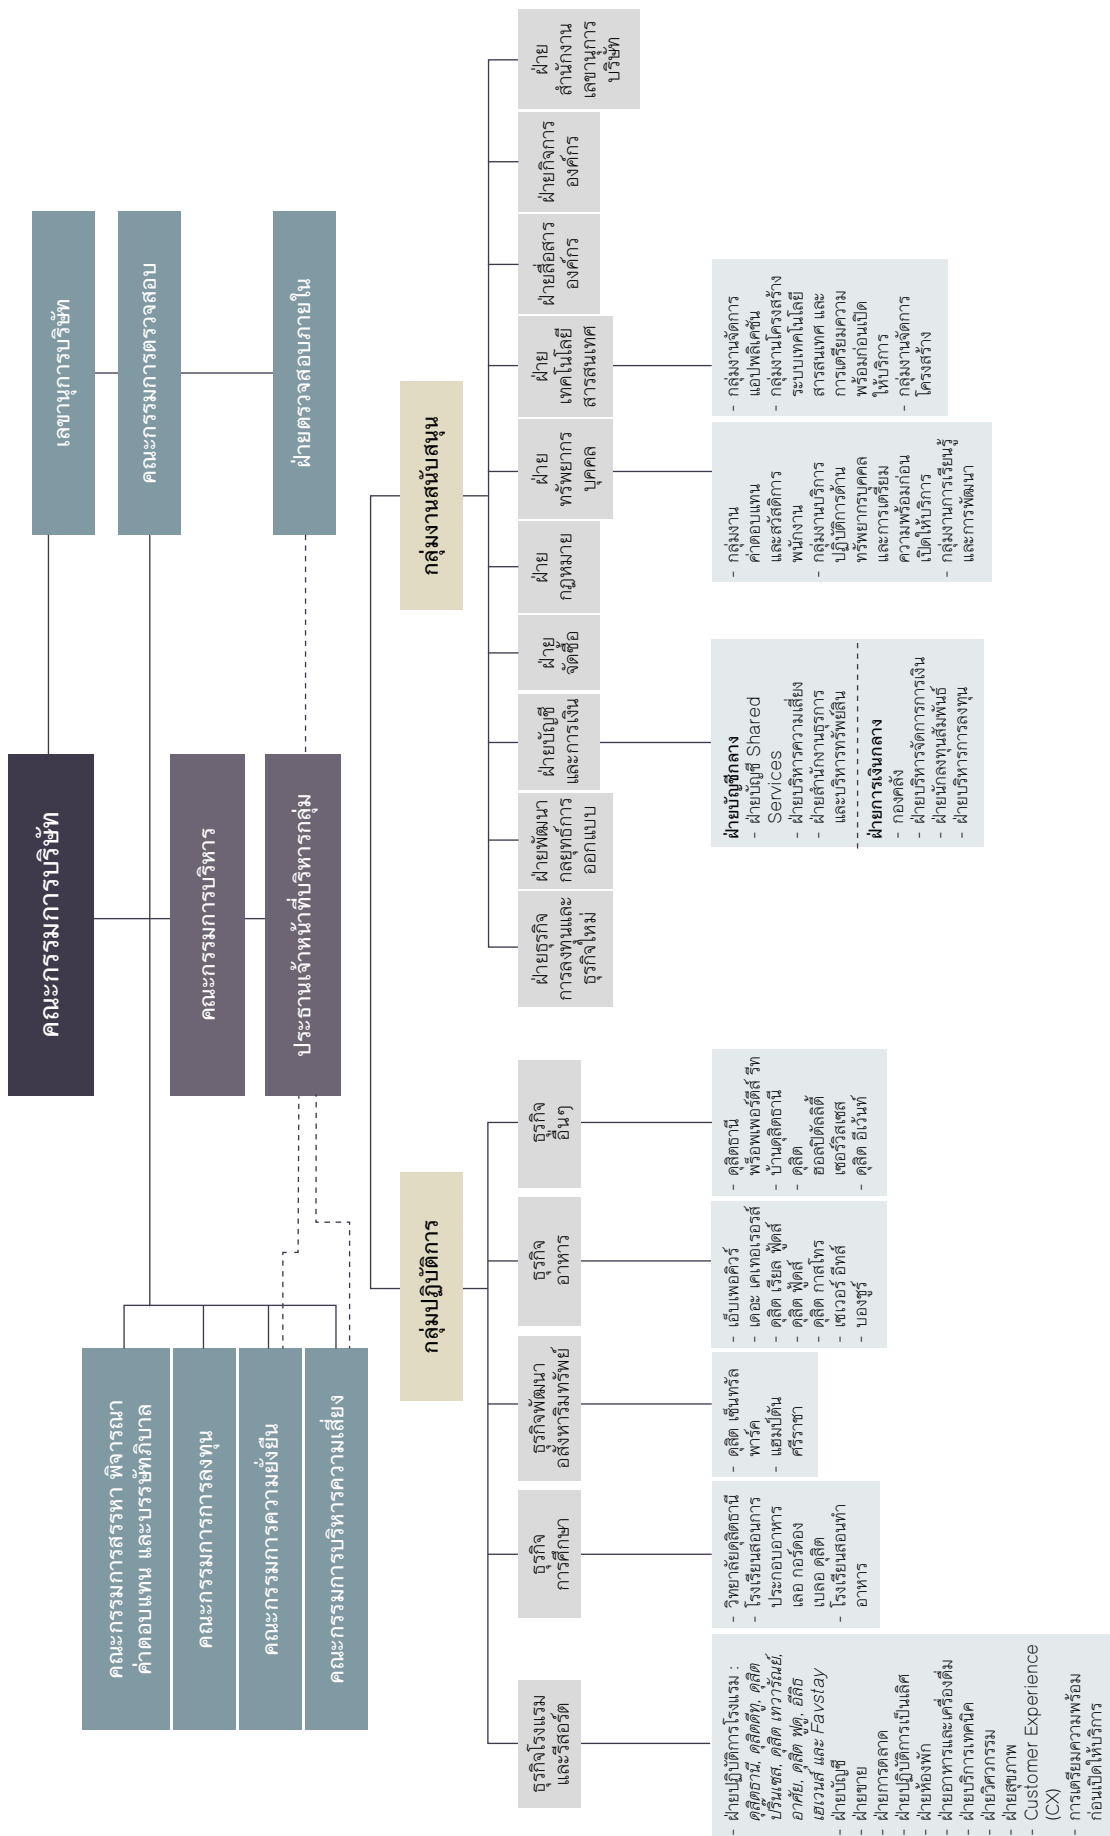 คณะกรรมการบริษัท
เลขานุการบริษัท
คณะกรรมการตรวจสอบ
ฝ่ายตรวจสอบภายใน
คณะกรรมการสรรหา พิจารณา
ค่าตอบแทน และบรรษัทภิบาล
คณะกรรมการการลงทุน
คณะกรรมการความยั่งยืน
คณะกรรมการบริหารความเสี่ยง
คณะกรรมการบริหาร
ประธานเจ้าหน้าที่บริหารกลุ่ม
กลุ่มปฏิบัติการ
กลุ่มงานสนับสนุน
ธุรกิจโรงแรม
และรีสอร์ต
ธุรกิจ
การศึกษา
ธุรกิจพัฒนา
อสังหาริมทรัพย์
ธุรกิจ
อาหาร
ธุรกิจ
อื่นๆ
ฝ่ายธุรกิจ
การลงทุนและ
ธุรกิจใหม่
ฝ่ายพัฒนา
กลยุทธ์การ
ออกแบบ
ฝ่ายบัญชี
และการเงิน
ฝ่าย
จัดซื้อ
ฝ่าย
กฎหมาย
ฝ่าย
ทรัพยากร
บุคคล
ฝ่าย
เทคโนโลยี
สารสนเทศ
ฝ่ายสื่อสาร
องค์กร
ฝ่ายกิจการ
องค์กร
ฝ่าย
สำนักงาน
เลขานุการ
บริษัท
- ฝ่ายปฏิบัติการโรงแรม :
ดุสิตธานี, ดุสิตดีทู, ดุสิต
ปริ๊นเซส, ดุสิต เทวารัณย์,
อาศัย, ดุสิต ฟูดู, อีลิธ
เฮเวนส์ และ Favstay
- ฝ่ายบัญชี
- ฝ่ายขาย
- ฝ่ายการตลาด
- ฝ่ายปฏิบัติการเป็นเลิศ
- ฝ่ายห้องพัก
- ฝ่ายอาหารและเครื่องดื่ม
- ฝ่ายบริการเทคนิค
- ฝ่ายวิศวกรรม
- ฝ่ายสุขภาพ
- Customer Experience
(CX)
- การเตรียมความพร้อม
ก่อนเปิดให้บริการ
- วิทยาลัยดุสิตธานี
- โรงเรียนสอนการ
ประกอบอาหาร
เลอ กอร์ดอง
เบลอ ดุสิต
- โรงเรียนสอนทำ
อาหาร
- ดุสิต เซ็นทรัล
พาร์ค
- แฮมป์ตัน
ศรีราชา
- เอ็บเพอคิวร์
- เดอะ เคเทอเรอรส์
- ดุสิต เรียล ฟู้ดส์
- ดุสิต ฟู้ดส์
- ดุสิต กาสโทร
- เซเวอร์ อีทส์
- บองชูร์
- ดุสิตธานี
พร็อพเพอร์ตีส์ รีท
- บ้านดุสิตธานี
- ดุสิต
ฮอสปิตัลลิตี้
เซอร์วิสเซส
- ดุสิต อีเว้นท์
ฝ่ายบัญชีกลาง
- ฝ่ายบัญชี Shared
Services
- ฝ่ายบริหารความเสี่ยง
- ฝ่ายสำนักงานธุรการ
และบริหารทรัพย์สิน
ฝ่ายการเงินกลาง
- กองคลัง
- ฝ่ายบริหารจัดการการเงิน
- ฝ่ายนักลงทุนสัมพันธ์
- ฝ่ายบริหารการลงทุน
- กลุ่มงาน
ค่าตอบแทน
และสวัสดิการ
พนักงาน
- กลุ่มงานบริการ
ปฏิบัติการด้าน
ทรัพยากรบุคคล
และการเตรียม
ความพร้อมก่อน
เปิดให้บริการ
- กลุ่มงานการเรียนรู้
และการพัฒนา
- กลุ่มงานจัดการ
แอปพลิเคชัน
- กลุ่มงานโครงสร้าง
ระบบเทคโนโลยี
สารสนเทศ และ
การเตรียมความ
พร้อมก่อนเปิด
ให้บริการ
- กลุ่มงานจัดการ
โครงสร้าง